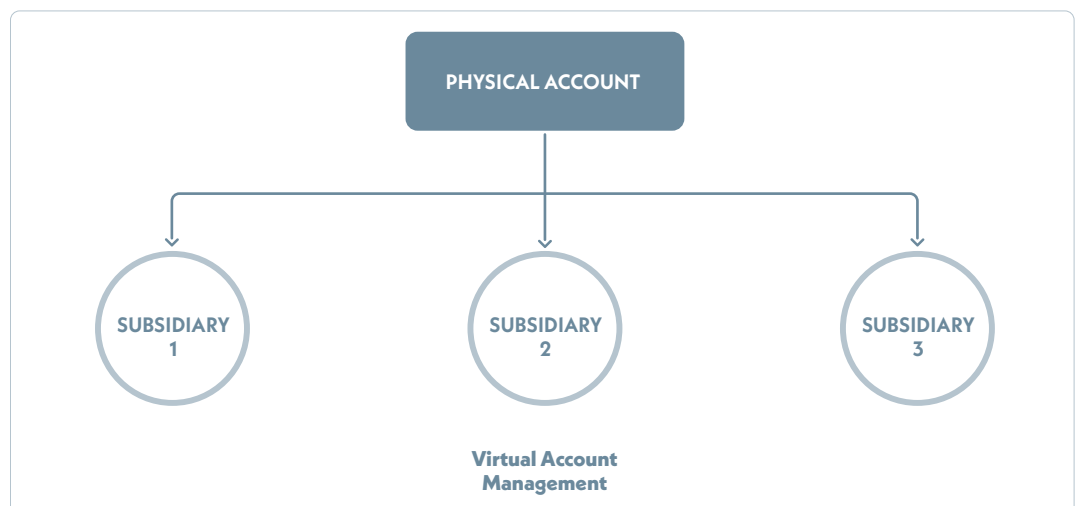 PHYSICAL ACCOUNT
SUBSIDIARY
1
SUBSIDIARY
2
SUBSIDIARY
3
Virtual Account
Management